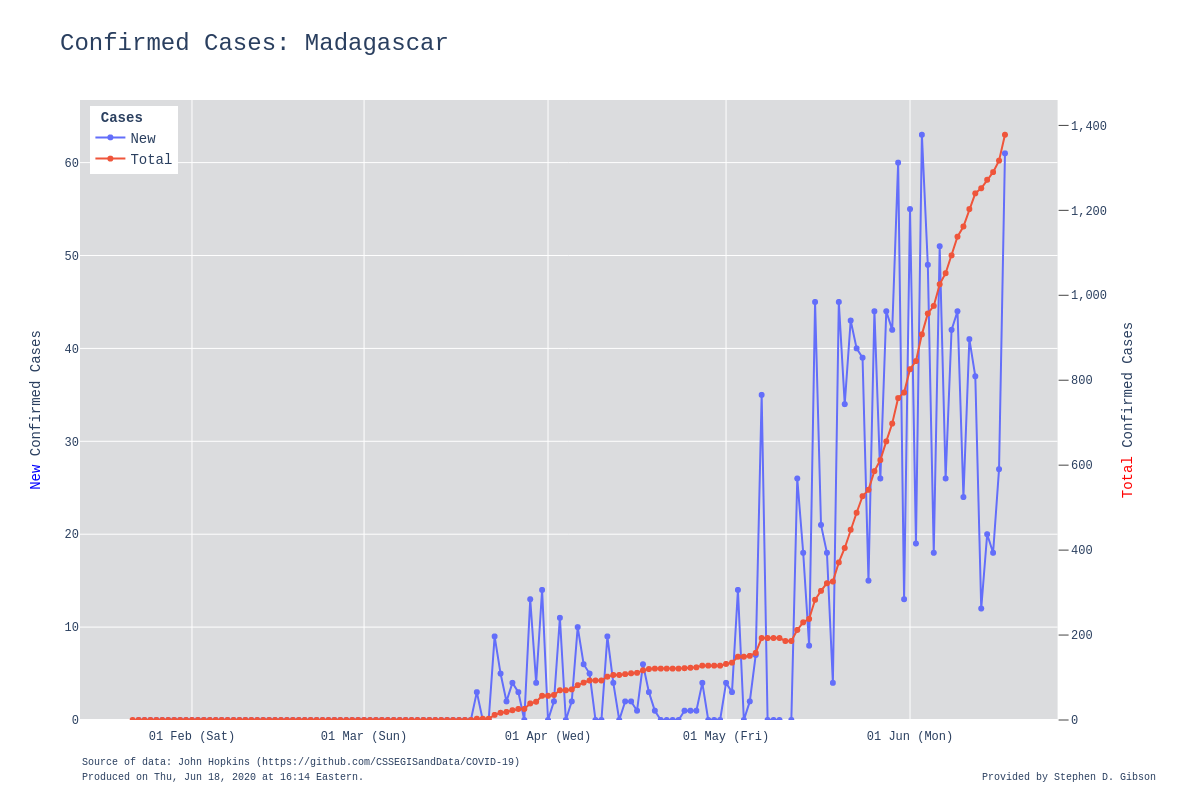 Confirmed Cases: Madagascar
Cases
New
Total
60
50
40
30
20
10
0
New Confirmed Cases
1,400
1,200
1,000
800
600
400
200
0
Total Confirmed Cases
01 Feb (Sat)
01 Mar (Sun)
01 Apr (Wed)
01 May (Fri)
01 Jun (Mon)
Source of data: John Hopkins (https://github.com/CSSEGISandData/COVID-19)
Produced on Thu, Jun 18, 2020 at 16:14 Eastern.
Provided by Stephen D. Gibson